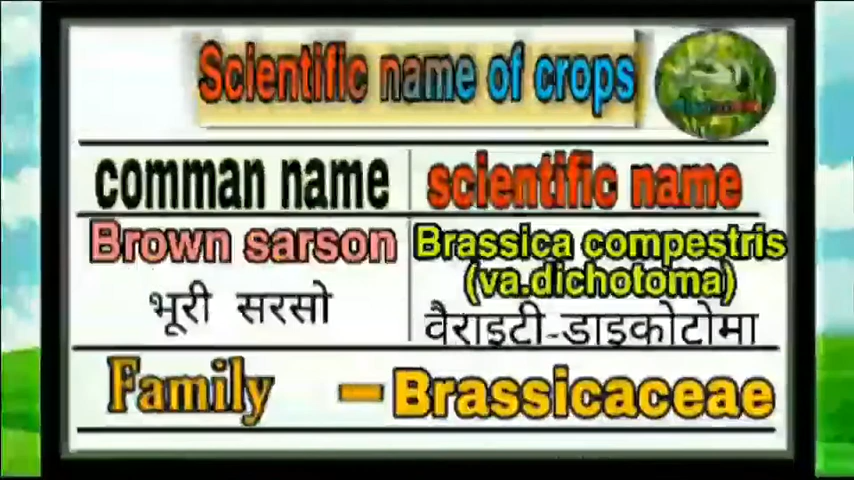 Scientific name of crops
comman name
scientific name
Brown sarson
Brassica compestris
(va.dichotoma)
भूरी सरसो
वैराइटी-डाइकोटोमा
Family - Brassicaceae